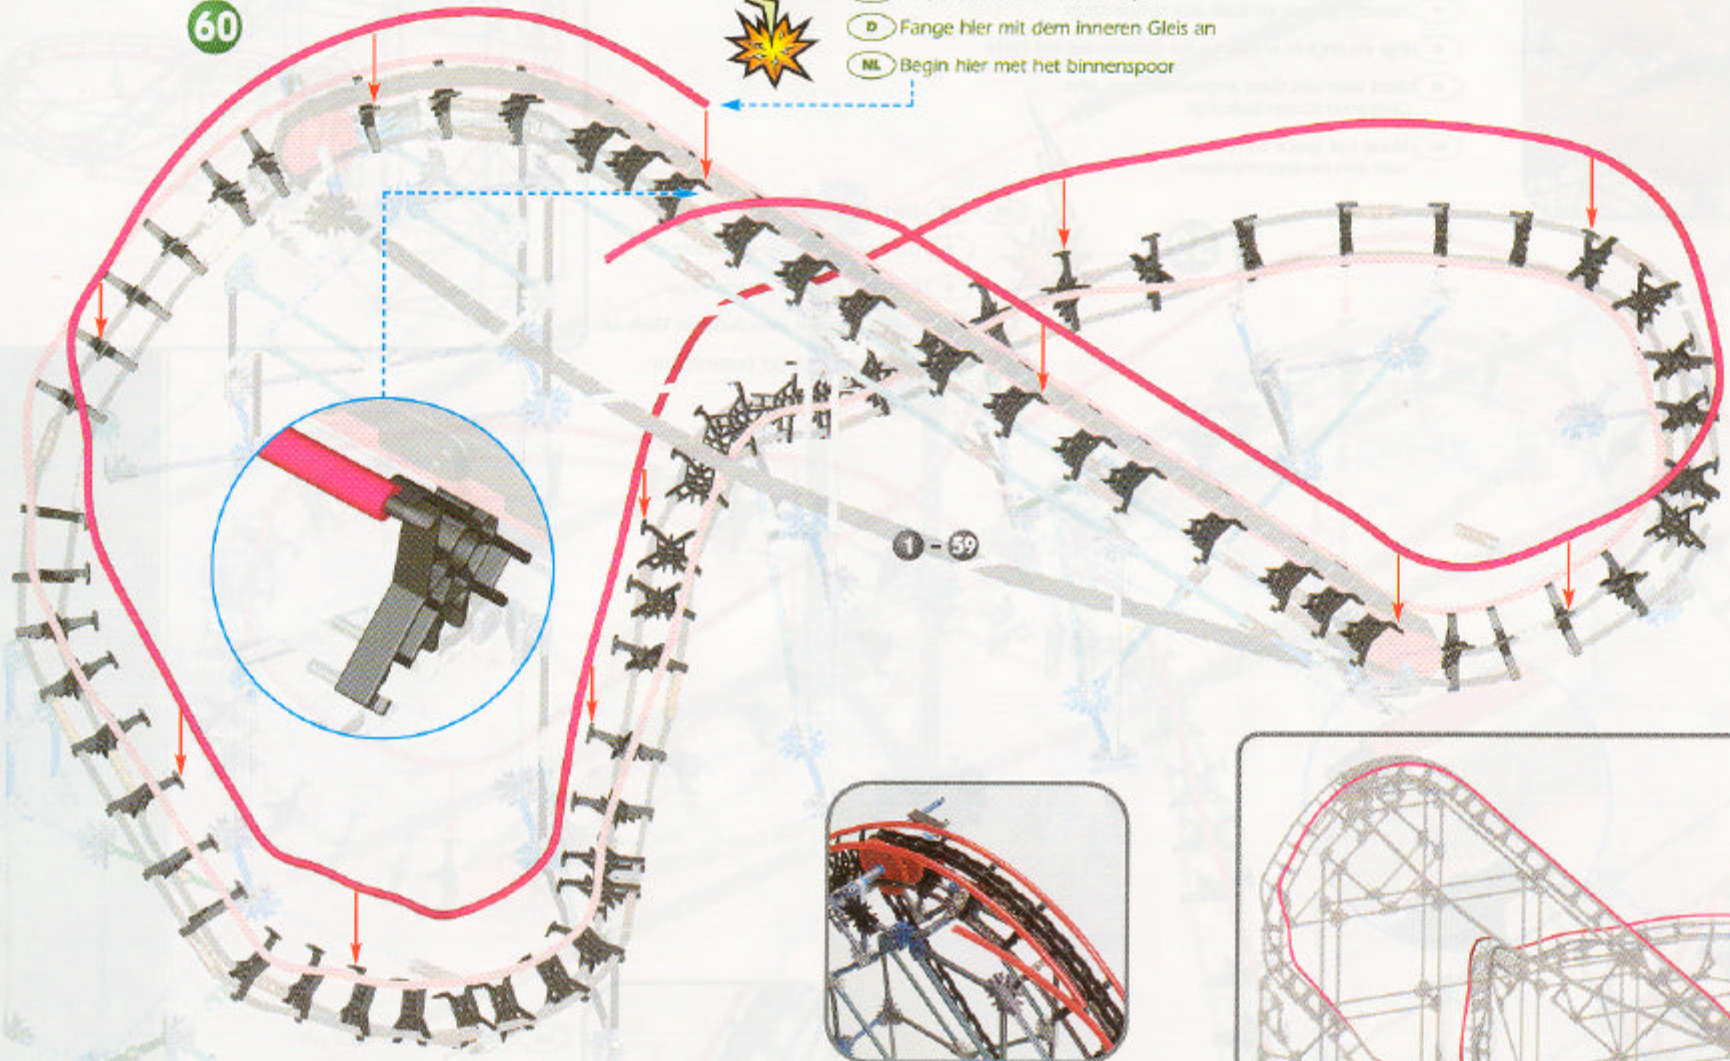 60
D Fange hier mit dem inneren Gleis an
NL Begin hier met het binnenspoor
1 - 59